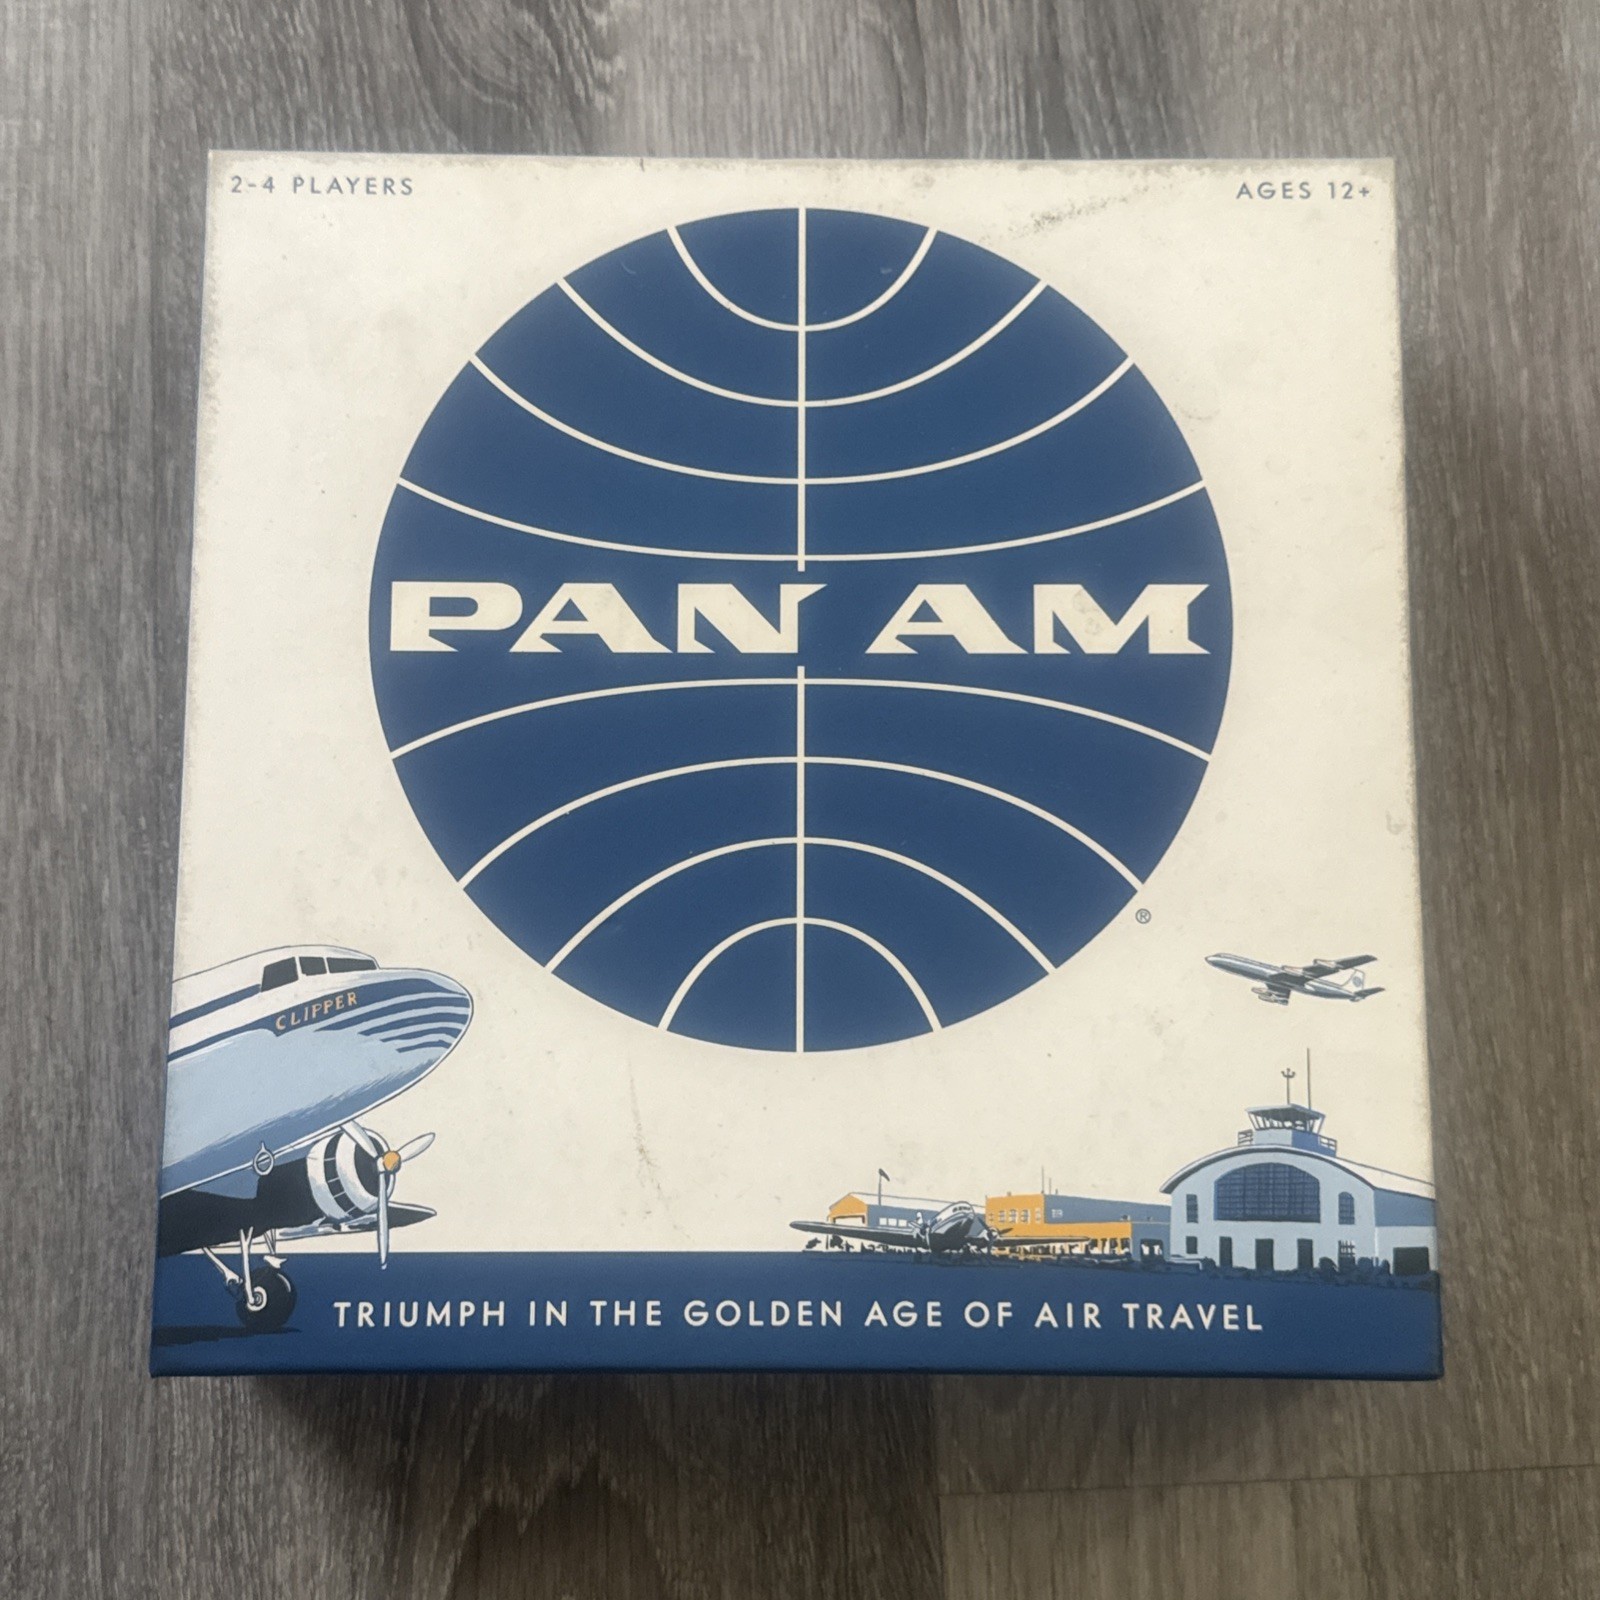 2-4 PLAYERS
AGES 12+
PAN AM
®
CLIPPER
TRIUMPH IN THE GOLDEN AGE OF AIR TRAVEL